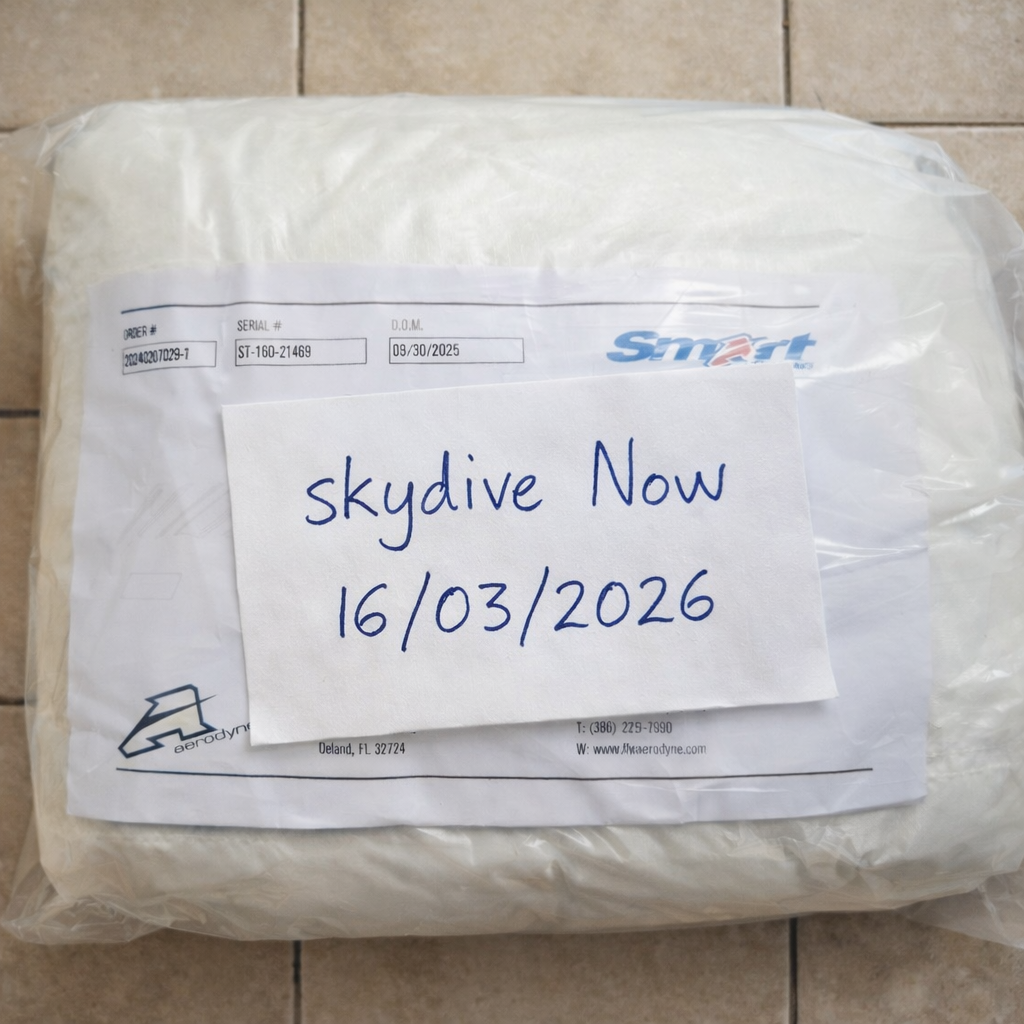 ORDER # SERIAL # D.O.M.
ST-160-21469 09/30/2025
Smart
skydive Now
16/03/2026
aerodyne
Deland, FL 32724
T: (386) 229-7990
W: www.flyaerodyne.com